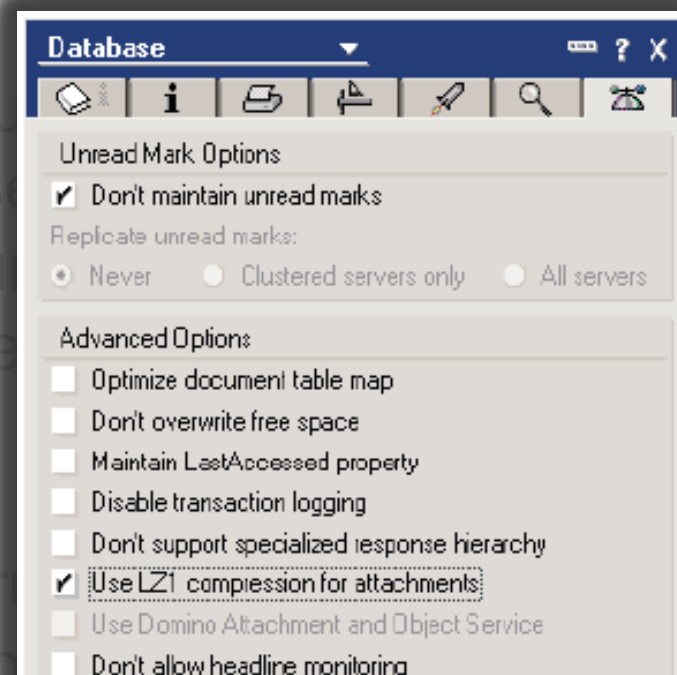 Database
? X
i
Unread Mark Options
Don't maintain unread marks
Replicate unread marks:
Never Clustered servers only All servers
Advanced Options
Optimize document table map
Don't overwrite free space
Maintain LastAccessed property
Disable transaction logging
Don't support specialized response hierarchy
Use LZ1 compression for attachments
Use Domino Attachment and Object Service
Don't allow headline monitoring